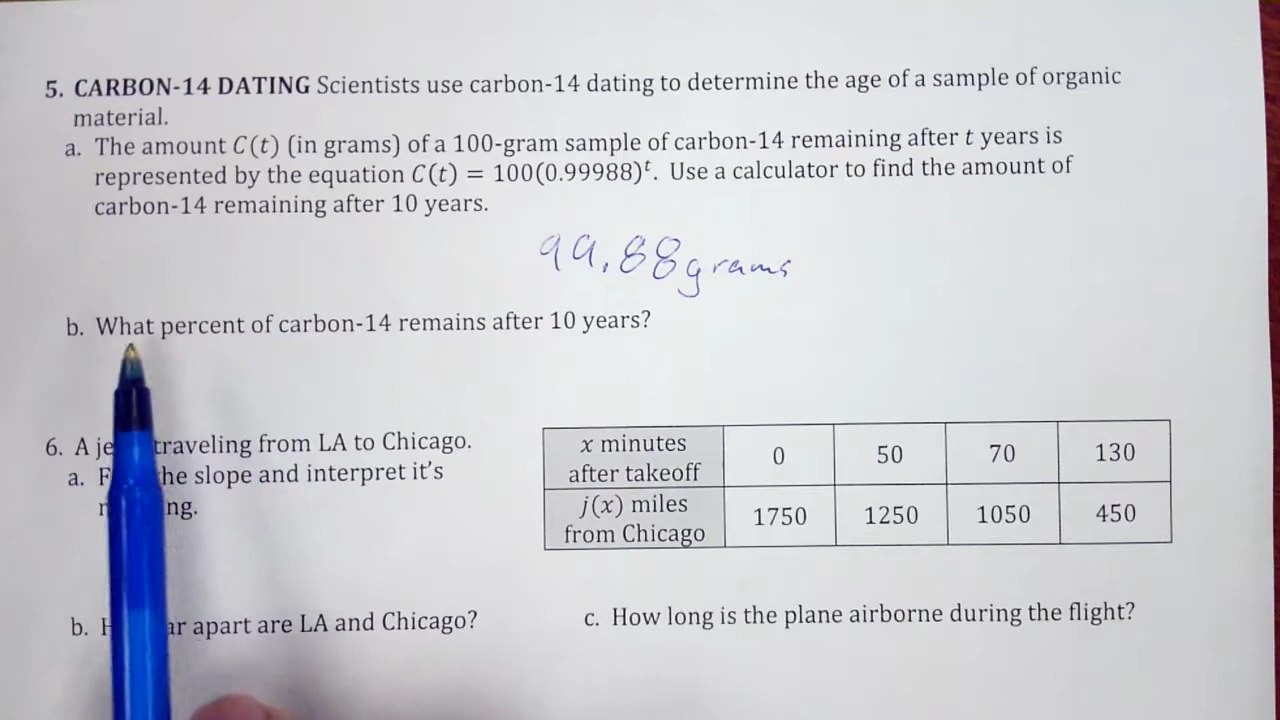 5. CARBON-14 DATING Scientists use carbon-14 dating to determine the age of a sample of organic
material.
a. The amount C(t) (in grams) of a 100-gram sample of carbon-14 remaining after t years is
represented by the equation C(t) = 100(0.99988)^t. Use a calculator to find the amount of
carbon-14 remaining after 10 years.
99.88 grams
b. What percent of carbon-14 remains after 10 years?
6. A traveling from LA to Chicago.
a. slope and interpret it's
x minutes after takeoff 0 50 70 130
j(x) miles from Chicago 1750 1250 1050 450
b. apart are LA and Chicago?
c. How long is the plane airborne during the flight?